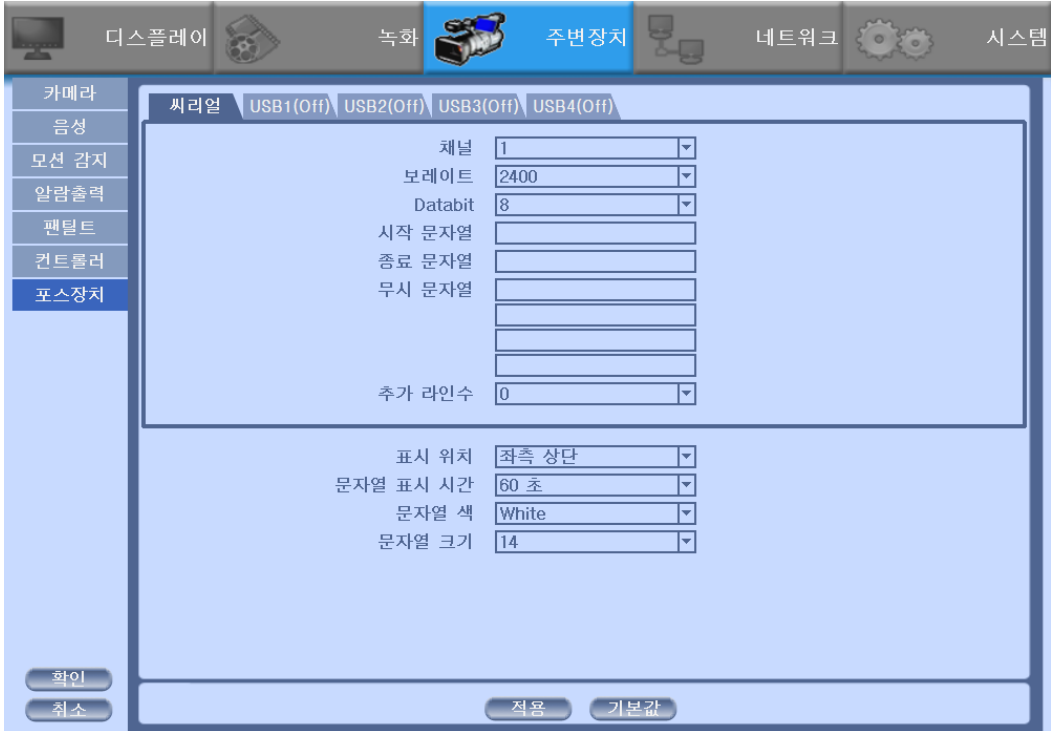 디스플레이 녹화 주변장치 네트워크 시스템
카메라
음성
모션 감지
알람출력
팬틸트
컨트롤러
포스장치
확인
취소
씨리얼 USB1(Off) USB2(Off) USB3(Off) USB4(Off)
채널 1
보레이트 2400
Databit 8
시작 문자열
종료 문자열
무시 문자열
추가 라인수 0
표시 위치 좌측 상단
문자열 표시 시간 60 초
문자열 색 White
문자열 크기 14
적용 기본값